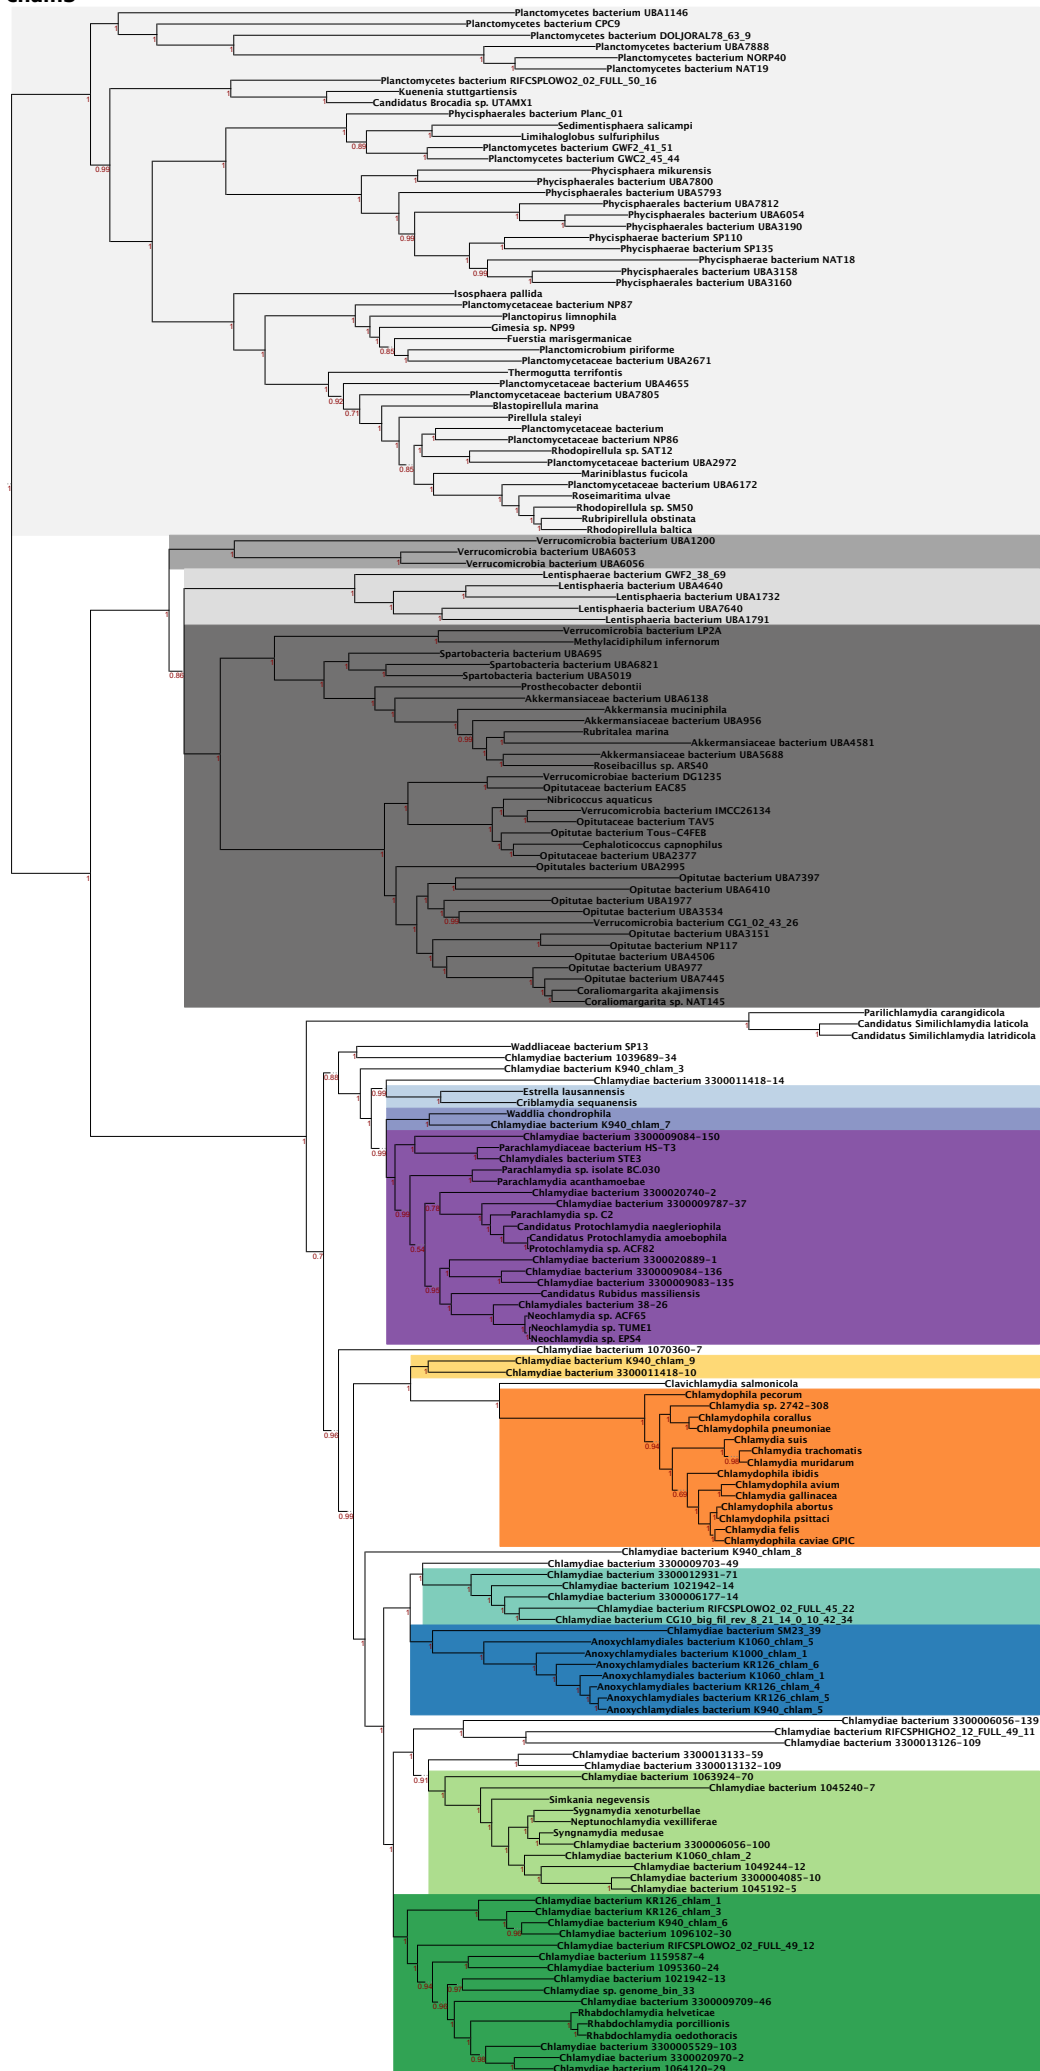 Planctomycetes bacterium UBA1146
Planctomycetes bacterium CPC9
Planctomycetes bacterium DOLJORAL78_63_9
Planctomycetes bacterium UBA7888
Planctomycetes bacterium NORP40
Planctomycetes bacterium NAT19
Planctomycetes bacterium RIFCSPLOWO2_02_FULL_50_16
Kuenenia stuttgartiensis
Candidatus Brocadia sp. UTAMX1
Phycisphaerales bacterium Planc_01
Sedimentisphaera salicampi
Limihaloglobus sulfuriphilus
Planctomycetes bacterium GWF2_41_51
Planctomycetes bacterium GWC2_45_44
Phycisphaera mikurensis
Phycisphaerales bacterium UBA7800
Phycisphaerales bacterium UBA5793
Phycisphaerales bacterium UBA7812
Phycisphaerales bacterium UBA6054
Phycisphaerales bacterium UBA3190
Phycisphaerae bacterium SP110
Phycisphaerae bacterium SP135
Phycisphaerae bacterium NAT18
Phycisphaerales bacterium UBA3158
Phycisphaerales bacterium UBA3160
Isosphaera pallida
Planctomycetaceae bacterium NP87
Planctopirus limnophila
Gimesia sp. NP99
Fuerstia marisgermanicae
Planctomicrobium piriforme
Planctomycetaceae bacterium UBA2671
Thermogutta terrifontis
Planctomycetaceae bacterium UBA4655
Planctomycetaceae bacterium UBA7805
Blastopirellula marina
Pirellula staleyi
Planctomycetaceae bacterium
Planctomycetaceae bacterium NP86
Rhodopirellula sp. SAT12
Planctomycetaceae bacterium UBA2972
Mariniblastus fucicola
Planctomycetaceae bacterium UBA6172
Roseimaritima ulvae
Rhodopirellula sp. SM50
Rubripirellula obstinata
Rhodopirellula baltica
Verrucomicrobia bacterium UBA1200
Verrucomicrobia bacterium UBA6053
Verrucomicrobia bacterium UBA6056
Lentisphaerae bacterium GWF2_38_69
Lentisphaeria bacterium UBA4640
Lentisphaeria bacterium UBA1732
Lentisphaeria bacterium UBA7640
Lentisphaeria bacterium UBA1791
Verrucomicrobia bacterium LP2A
Methylacidiphilum infernorum
Spartobacteria bacterium UBA695
Spartobacteria bacterium UBA6821
Spartobacteria bacterium UBA5019
Prosthecobacter debontii
Akkermansiaceae bacterium UBA6138
Akkermansia muciniphila
Akkermansiaceae bacterium UBA956
Rubritalea marina
Akkermansiaceae bacterium UBA4581
Akkermansiaceae bacterium UBA5688
Roseibacillus sp. ARS40
Verrucomicrobiae bacterium DG1235
Opitutaceae bacterium EAC85
Nibricoccus aquaticus
Verrucomicrobia bacterium IMCC26134
Opitutaceae bacterium TAV5
Opitutae bacterium Tous-C4FEB
Cephaloticoccus capnophilus
Opitutaceae bacterium UBA2377
Opitutales bacterium UBA2995
Opitutae bacterium UBA7397
Opitutae bacterium UBA6410
Opitutae bacterium UBA1977
Opitutae bacterium UBA3534
Verrucomicrobia bacterium CG1_02_43_26
Opitutae bacterium UBA3151
Opitutae bacterium NP117
Opitutae bacterium UBA4506
Opitutae bacterium UBA977
Opitutae bacterium UBA7445
Coraliomargarita akajimensis
Coraliomargarita sp. NAT145
Parilichlamydia carangidicola
Candidatus Similichlamydia laticola
Candidatus Similichlamydia latridicola
Waddliaceae bacterium SP13
Chlamydiae bacterium 1039689-34
Chlamydiae bacterium K940_chlam_3
Chlamydiae bacterium 3300011418-14
Estrella lausannensis
Criblamydia sequanensis
Waddlia chondrophila
Chlamydiae bacterium K940_chlam_7
Chlamydiae bacterium 3300009084-150
Parachlamydiaceae bacterium HS-T3
Chlamydiales bacterium STE3
Parachlamydia sp. isolate BC.030
Parachlamydia acanthamoebae
Chlamydiae bacterium 3300020740-2
Chlamydiae bacterium 3300009787-37
Parachlamydia sp. C2
Candidatus Protochlamydia naegleriophila
Candidatus Protochlamydia amoebophila
Protochlamydia sp. ACF82
Chlamydiae bacterium 3300020889-1
Chlamydiae bacterium 3300009084-136
Chlamydiae bacterium 3300009083-135
Candidatus Rubidus massiliensis
Chlamydiales bacterium 38-26
Neochlamydia sp. ACF65
Neochlamydia sp. TUME1
Neochlamydia sp. EPS4
Chlamydiae bacterium 1070360-7
Chlamydiae bacterium K940_chlam_9
Chlamydiae bacterium 3300011418-10
Clavichlamydia salmonicola
Chlamydophila pecorum
Chlamydia sp. 2742-308
Chlamydophila corallus
Chlamydophila pneumoniae
Chlamydia suis
Chlamydia trachomatis
Chlamydia muridarum
Chlamydophila ibidis
Chlamydophila avium
Chlamydia gallinacea
Chlamydophila abortus
Chlamydophila psittaci
Chlamydia felis
Chlamydophila caviae GPIC
Chlamydiae bacterium K940_chlam_8
Chlamydiae bacterium 3300009703-49
Chlamydiae bacterium 3300012931-71
Chlamydiae bacterium 1021942-14
Chlamydiae bacterium 3300006177-14
Chlamydiae bacterium RIFCSPLOWO2_02_FULL_45_22
Chlamydiae bacterium CG10_big_fil_rev_8_21_14_0_10_42_34
Chlamydiae bacterium SM23_39
Anoxychlamydiales bacterium K1060_chlam_5
Anoxychlamydiales bacterium K1000_chlam_1
Anoxychlamydiales bacterium KR126_chlam_6
Anoxychlamydiales bacterium K1060_chlam_1
Anoxychlamydiales bacterium KR126_chlam_4
Anoxychlamydiales bacterium KR126_chlam_5
Anoxychlamydiales bacterium K940_chlam_5
Chlamydiae bacterium 3300006056-139
Chlamydiae bacterium RIFCSPHIGHO2_12_FULL_49_11
Chlamydiae bacterium 3300013126-109
Chlamydiae bacterium 3300013133-59
Chlamydiae bacterium 3300013132-109
Chlamydiae bacterium 1063924-70
Chlamydiae bacterium 1045240-7
Simkania negevensis
Sygnamydia xenoturbellae
Neptunochlamydia vexilliferae
Syngnamydia medusae
Chlamydiae bacterium 3300006056-100
Chlamydiae bacterium K1060_chlam_2
Chlamydiae bacterium 1049244-12
Chlamydiae bacterium 3300004085-10
Chlamydiae bacterium 1045192-5
Chlamydiae bacterium KR126_chlam_1
Chlamydiae bacterium KR126_chlam_3
Chlamydiae bacterium K940_chlam_6
Chlamydiae bacterium 1096102-30
Chlamydiae bacterium RIFCSPLOWO2_02_FULL_49_12
Chlamydiae bacterium 1159587-4
Chlamydiae bacterium 1095360-24
Chlamydiae bacterium 1021942-13
Chlamydiae sp. genome_bin_33
Chlamydiae bacterium 3300009709-46
Rhabdochlamydia helveticae
Rhabdochlamydia porcillionis
Rhabdochlamydia oedothoracis
Chlamydiae bacterium 3300005529-103
Chlamydiae bacterium 3300020970-2
Chlamydiae bacterium 1064120-29